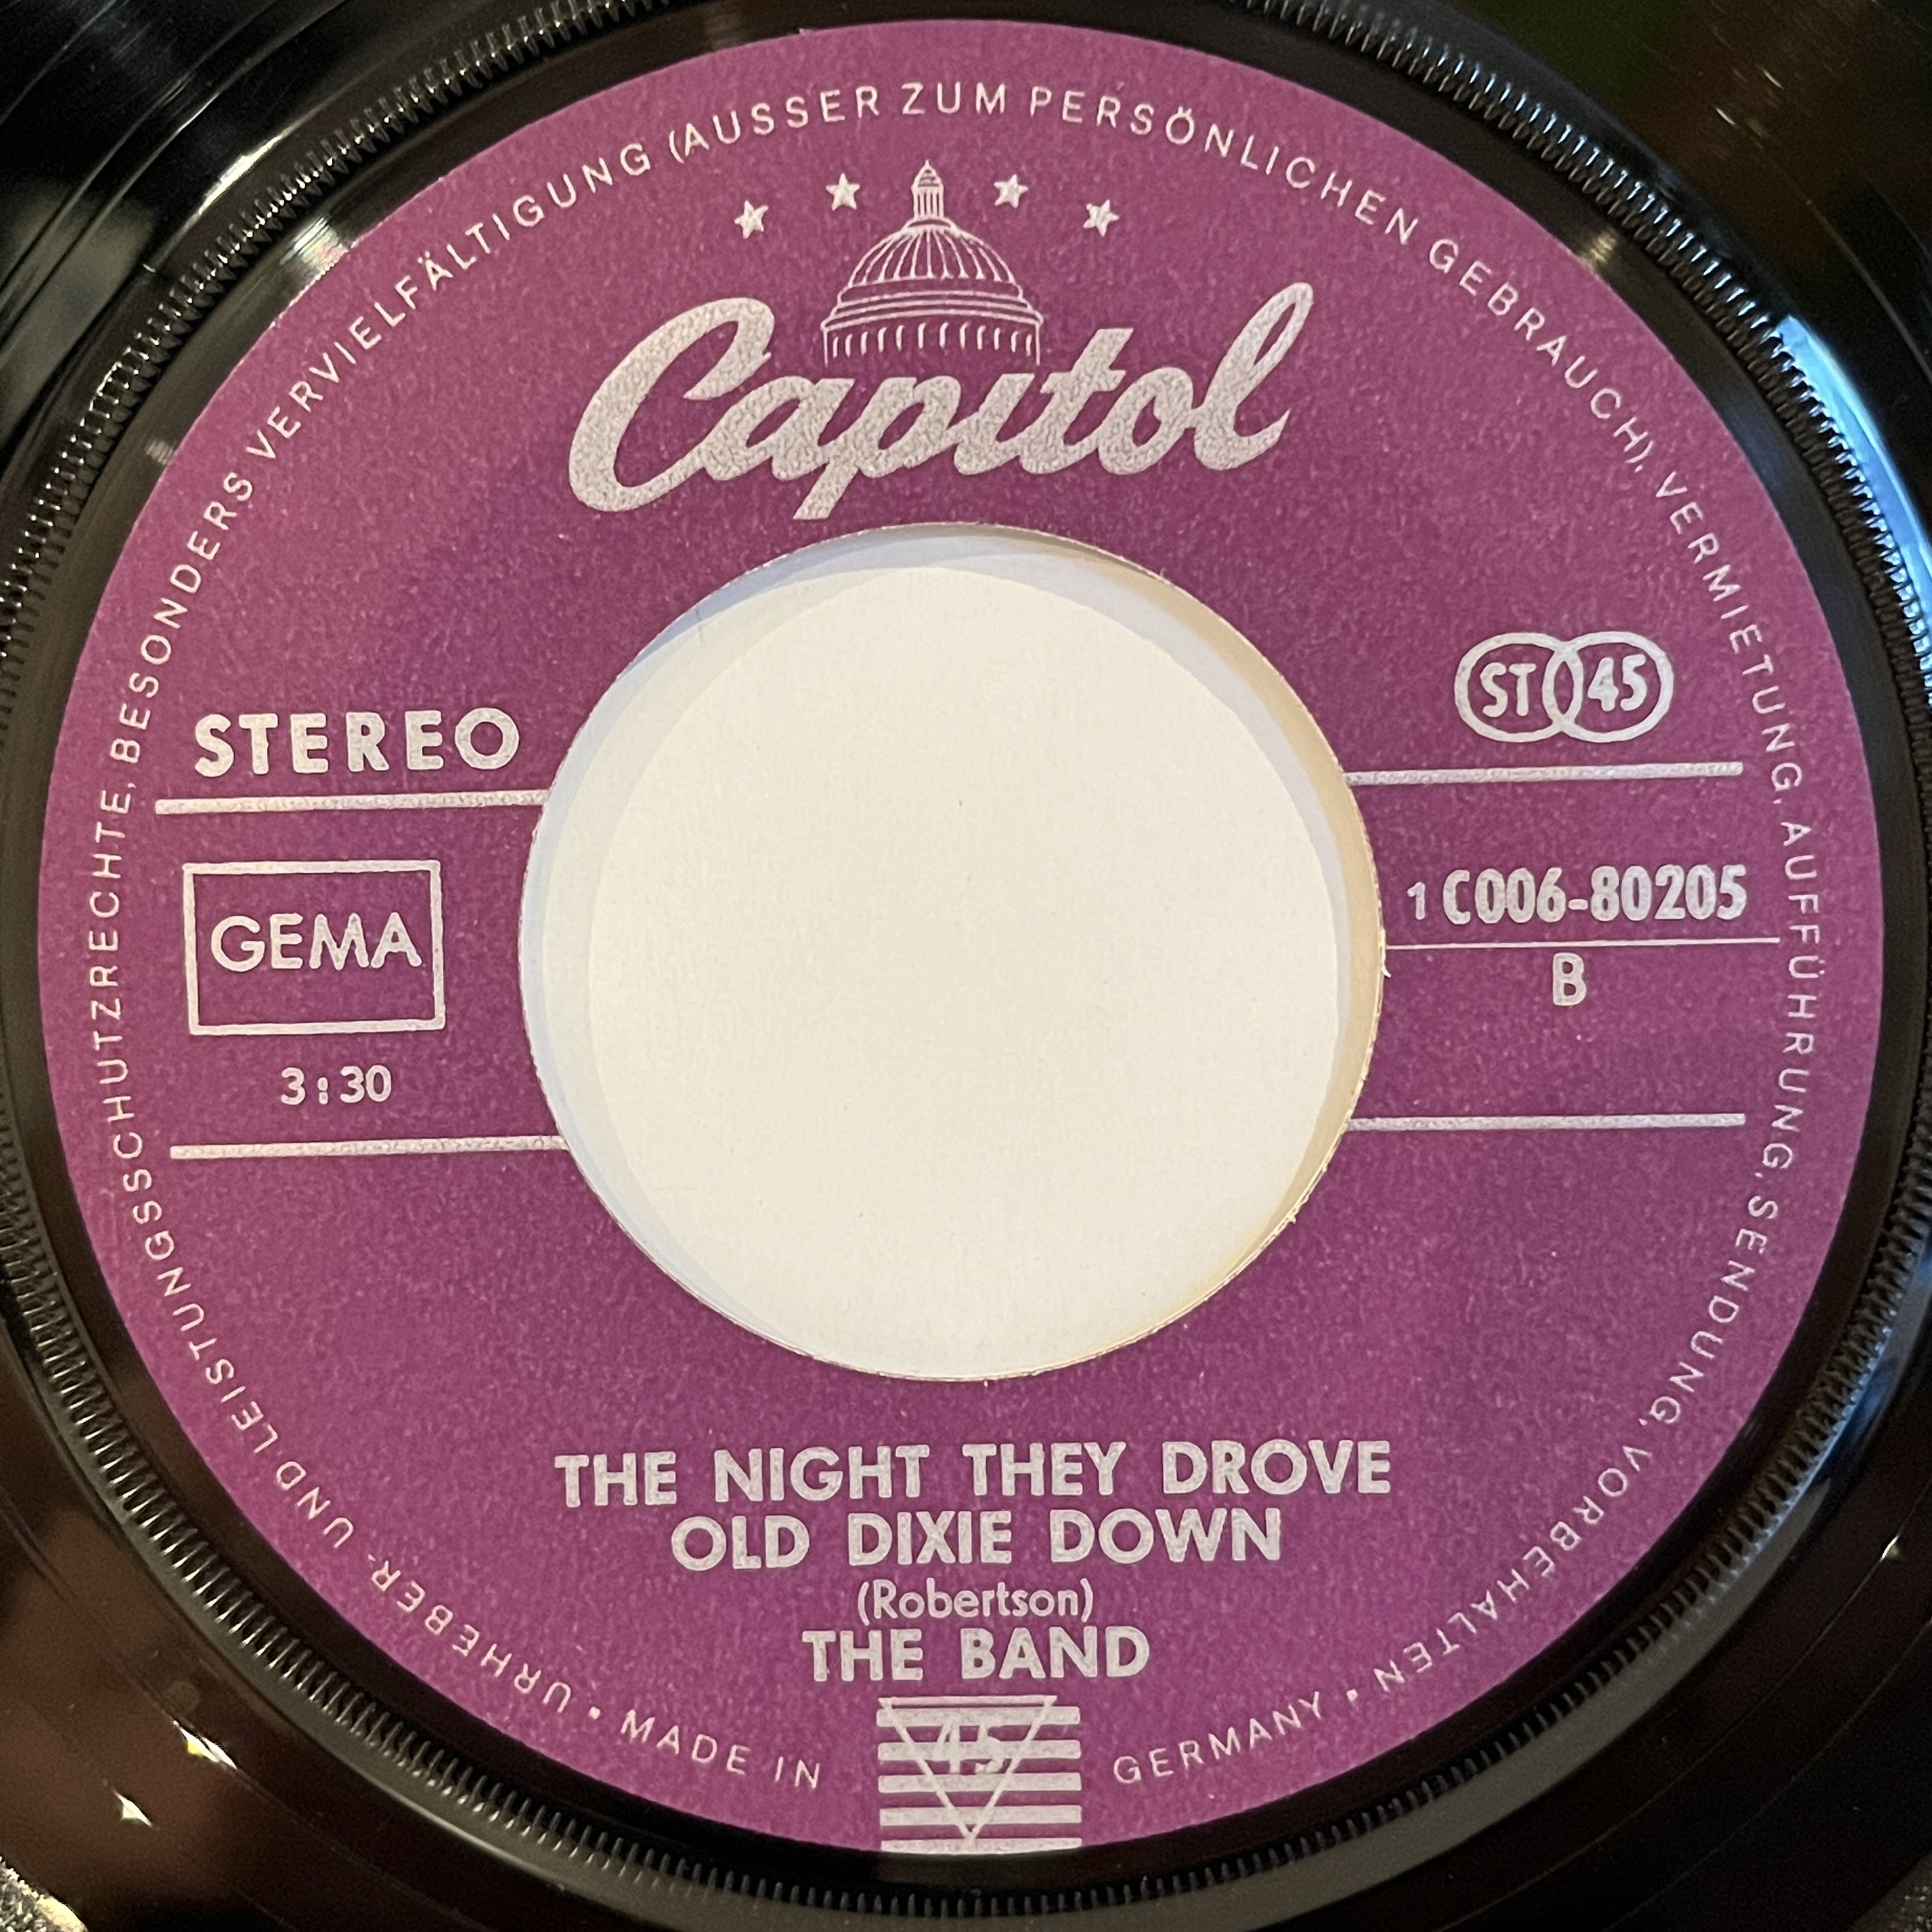 Capitol
STEREO
ST 45
GEMA
1 C006-80205
B
3:30
THE NIGHT THEY DROVE
OLD DIXIE DOWN
(Robertson)
THE BAND
45
URHEBER- UND LEISTUNGSSCHUTZRECHTE, BESONDERS VERVIELFÄLTIGUNG (AUSSER ZUM PERSÖNLICHEN GEBRAUCH), VERMIETUNG, AUFFÜHRUNG, SENDUNG, VORBEHALTEN • MADE IN GERMANY •